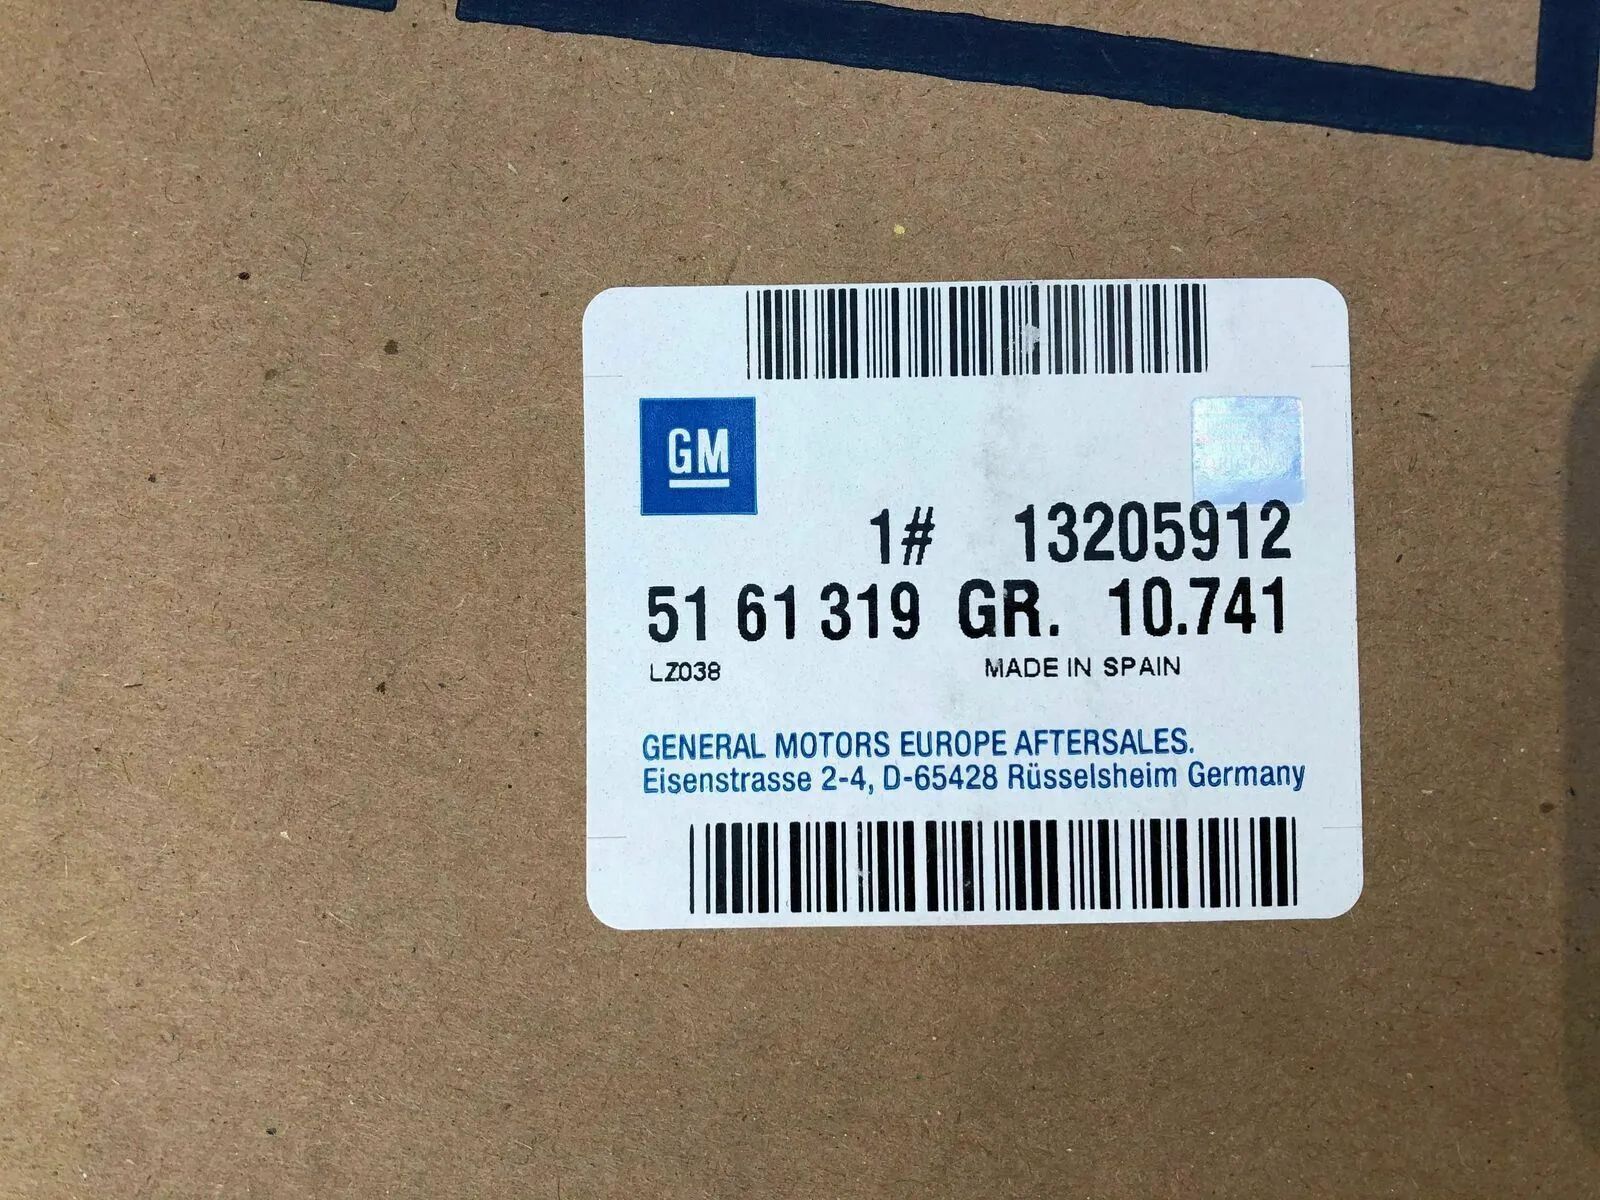 GM
1# 13205912
51 61 319 GR. 10.741
LZ038 MADE IN SPAIN
GENERAL MOTORS EUROPE AFTERSALES.
Eisenstrasse 2-4, D-65428 Rüsselsheim Germany